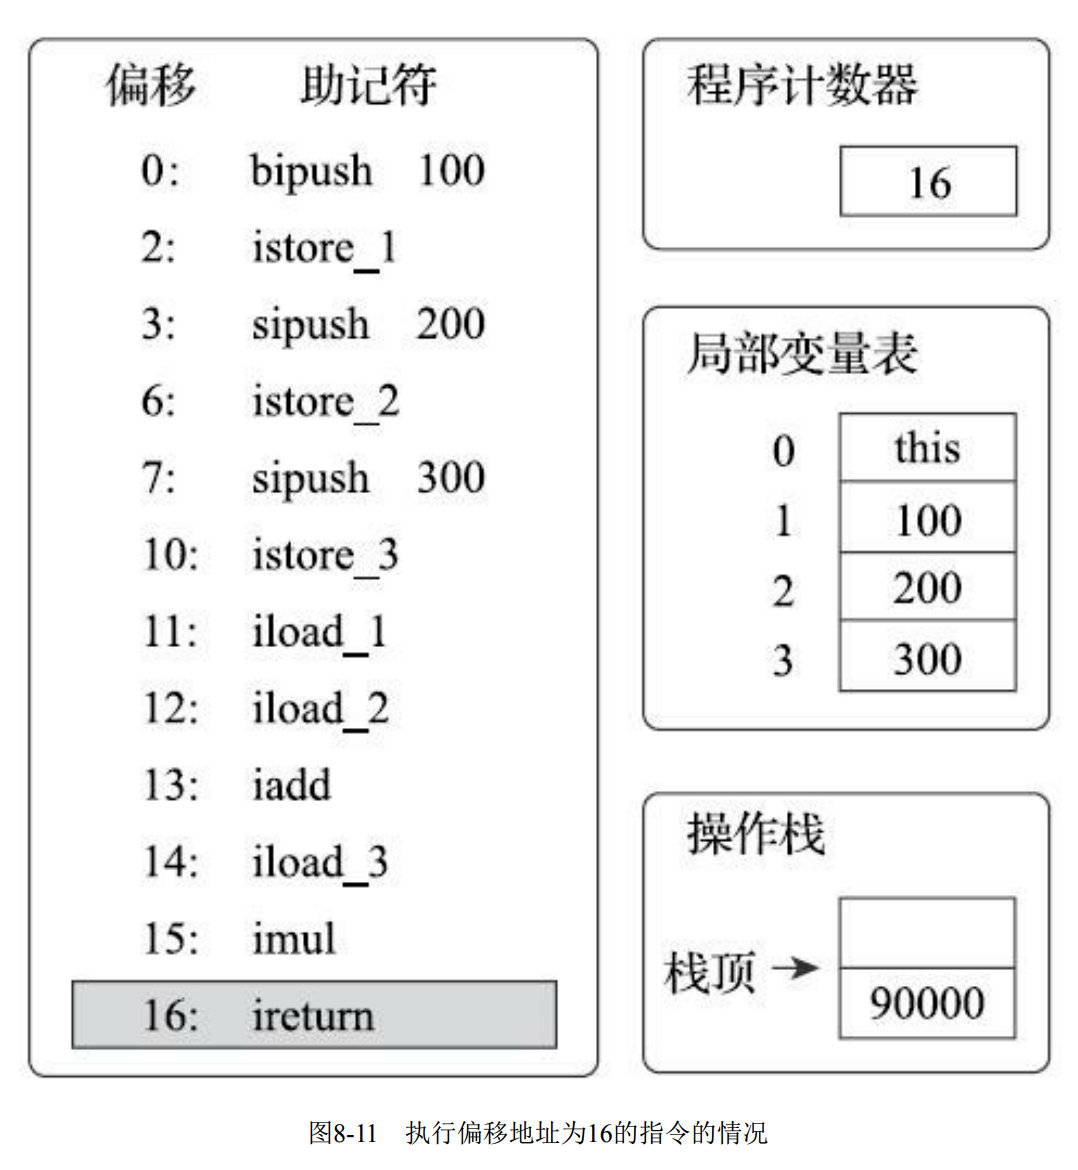 偏移 助记符
0: bipush 100
2: istore_1
3: sipush 200
6: istore_2
7: sipush 300
10: istore_3
11: iload_1
12: iload_2
13: iadd
14: iload_3
15: imul
16: ireturn
程序计数器
16
局部变量表
0 this
1 100
2 200
3 300
操作栈
栈顶
90000
图8-11 执行偏移地址为16的指令的情况